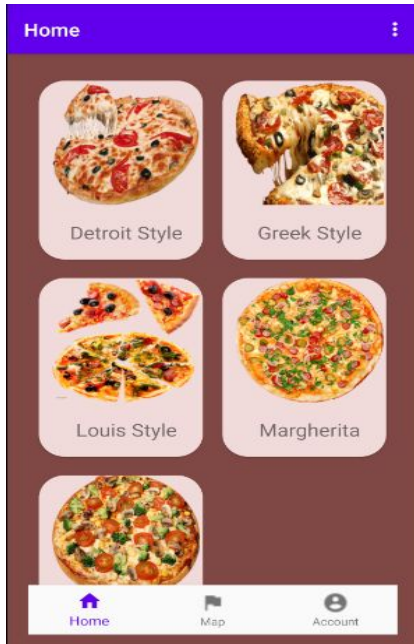 Home
Detroit Style
Greek Style
Louis Style
Margherita
Home
Map
Account